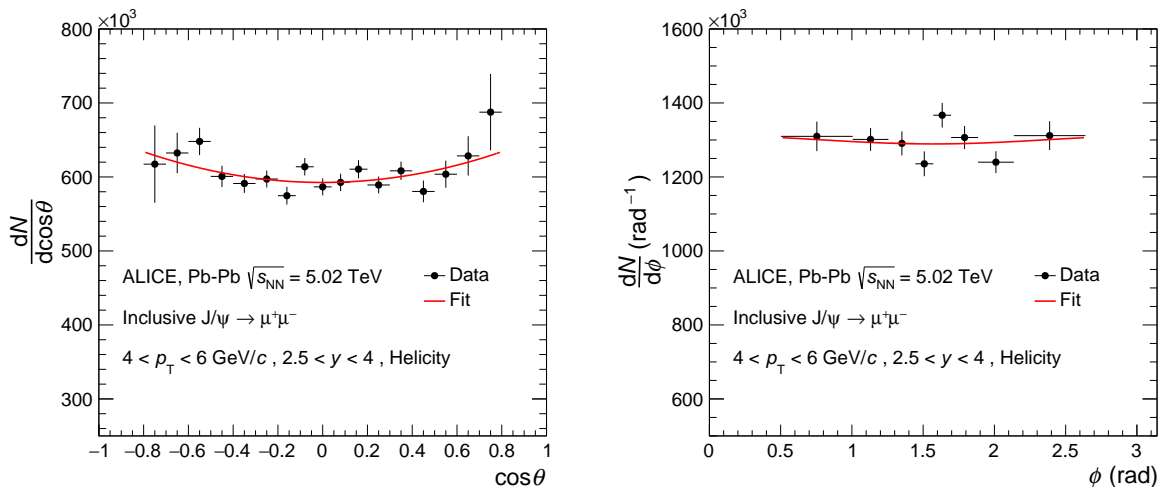 ×10³
800
700
600
500
400
300
dN
dcosθ
ALICE, Pb-Pb √sNN = 5.02 TeV
Inclusive J/ψ → μ⁺μ⁻
4 < pT < 6 GeV/c , 2.5 < y < 4 , Helicity
Data
Fit
−1 −0.8 −0.6 −0.4 −0.2 0 0.2 0.4 0.6 0.8 1
cosθ
×10³
1600
1400
1200
1000
800
600
dN
dϕ (rad⁻¹)
ALICE, Pb-Pb √sNN = 5.02 TeV
Inclusive J/ψ → μ⁺μ⁻
4 < pT < 6 GeV/c , 2.5 < y < 4 , Helicity
Data
Fit
0 0.5 1 1.5 2 2.5 3
ϕ (rad)